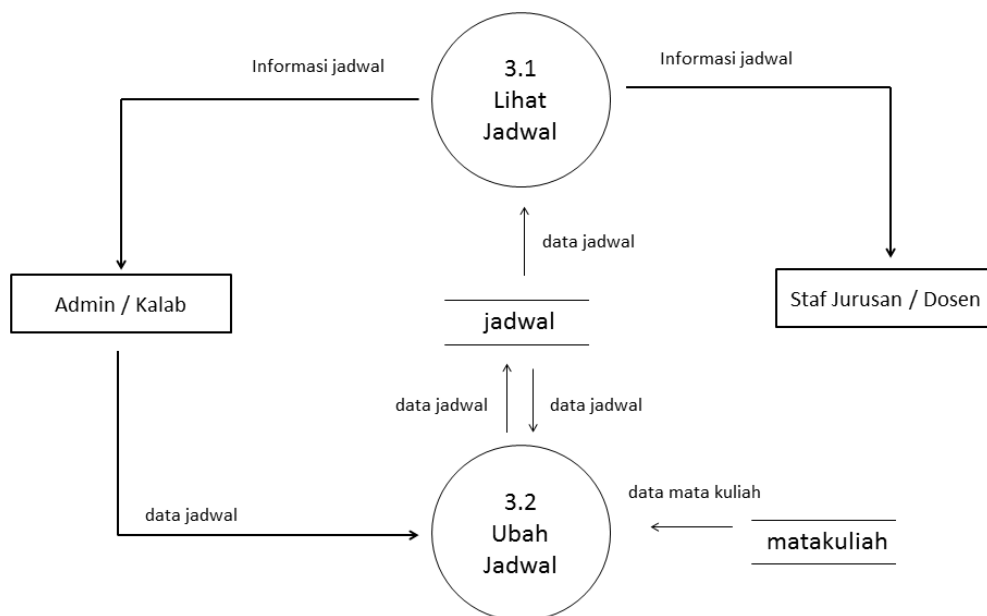 Informasi jadwal
3.1
Lihat
Jadwal
Informasi jadwal
data jadwal
Admin / Kalab
jadwal
Staf Jurusan / Dosen
data jadwal
data jadwal
data jadwal
3.2
Ubah
Jadwal
data mata kuliah
matakuliah